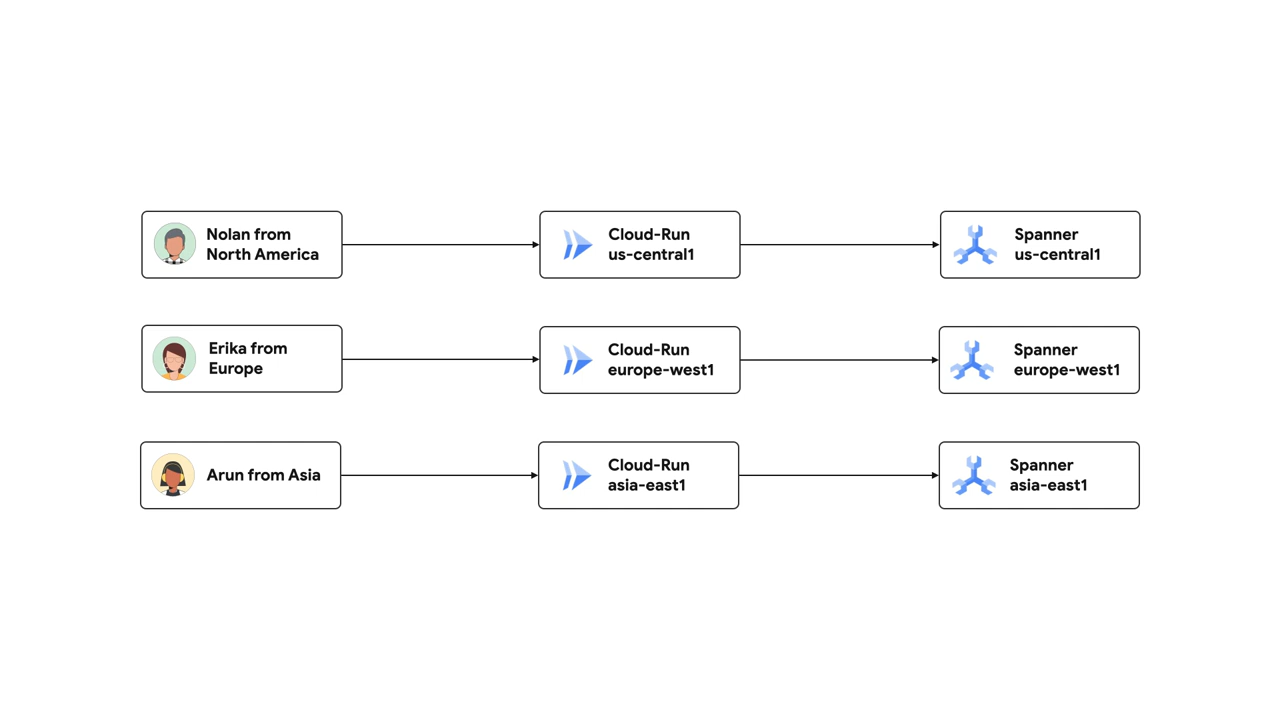 Nolan from
North America
Cloud-Run
us-central1
Spanner
us-central1
Erika from
Europe
Cloud-Run
europe-west1
Spanner
europe-west1
Arun from Asia
Cloud-Run
asia-east1
Spanner
asia-east1